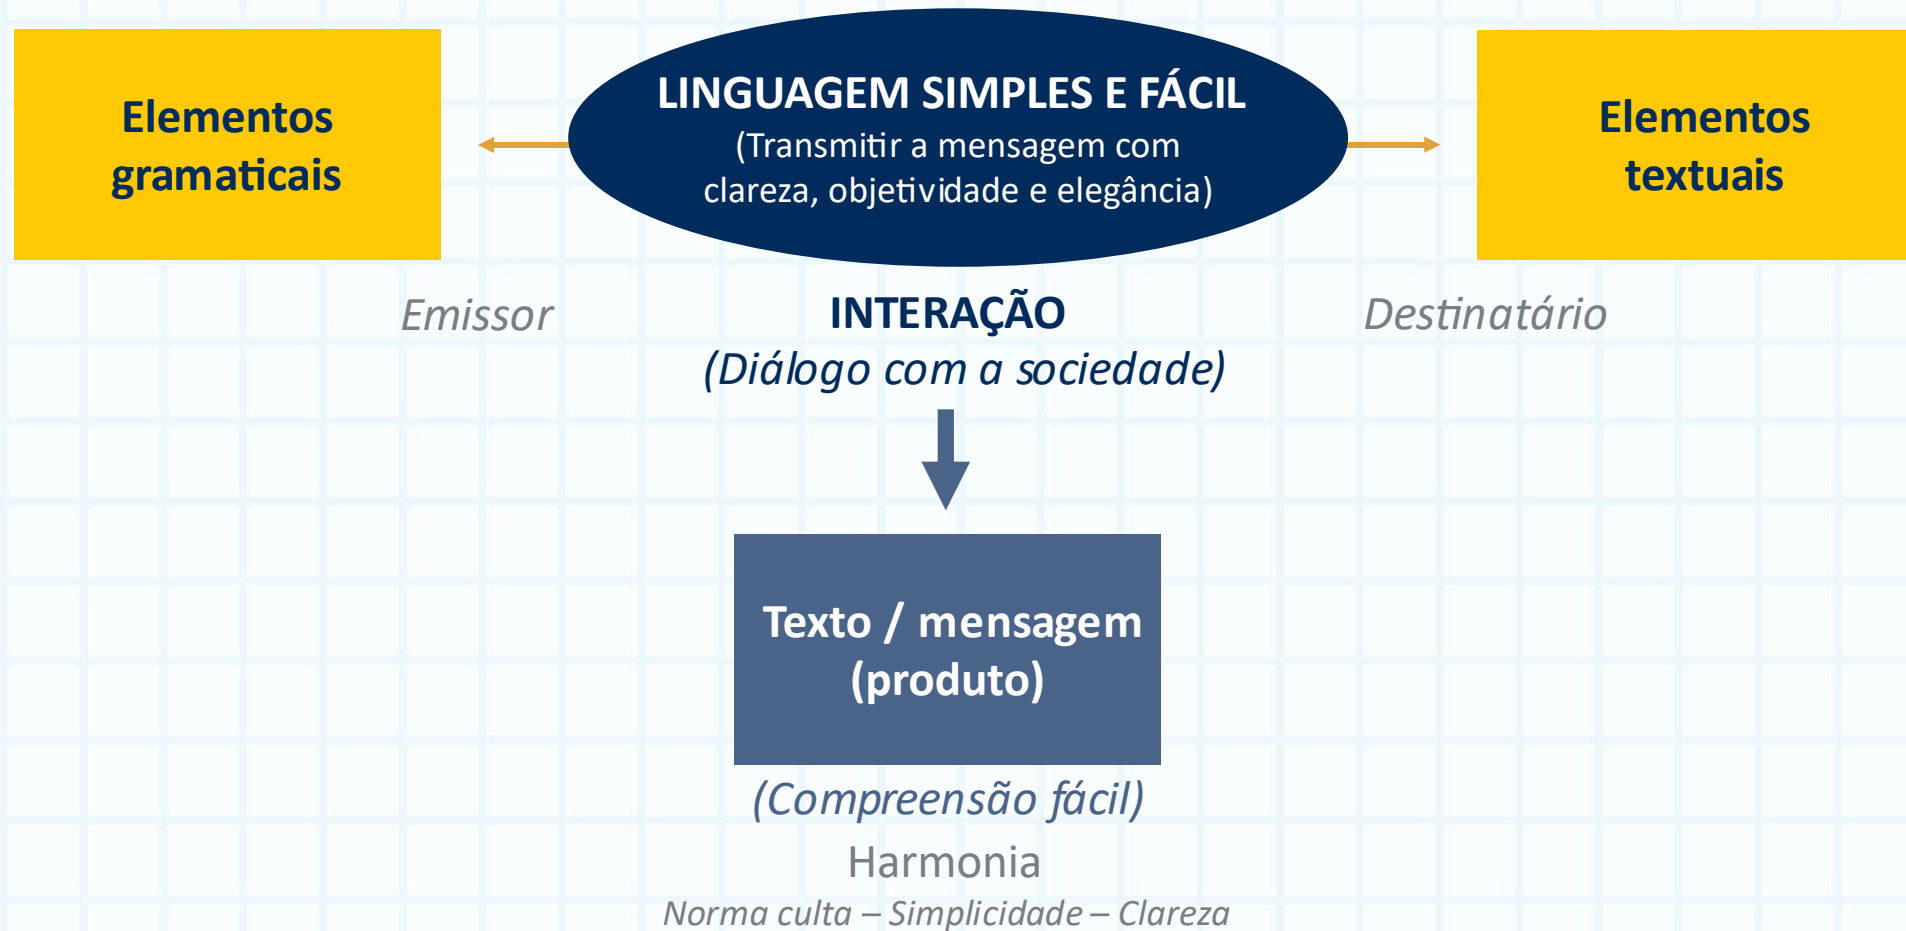 Elementos
gramaticais
LINGUAGEM SIMPLES E FÁCIL
(Transmitir a mensagem com
clareza, objetividade e elegância)
Elementos
textuais
Emissor
INTERAÇÃO
(Diálogo com a sociedade)
Destinatário
Texto / mensagem
(produto)
(Compreensão fácil)
Harmonia
Norma culta – Simplicidade – Clareza